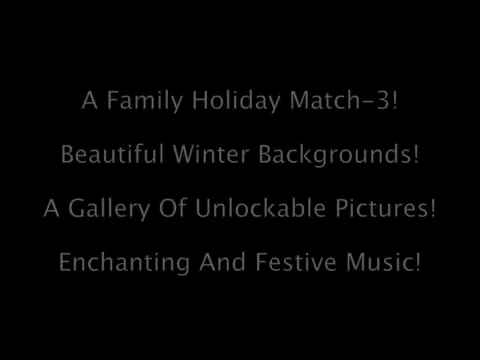 A Family Holiday Match-3!
Beautiful Winter Backgrounds!
A Gallery Of Unlockable Pictures!
Enchanting And Festive Music!